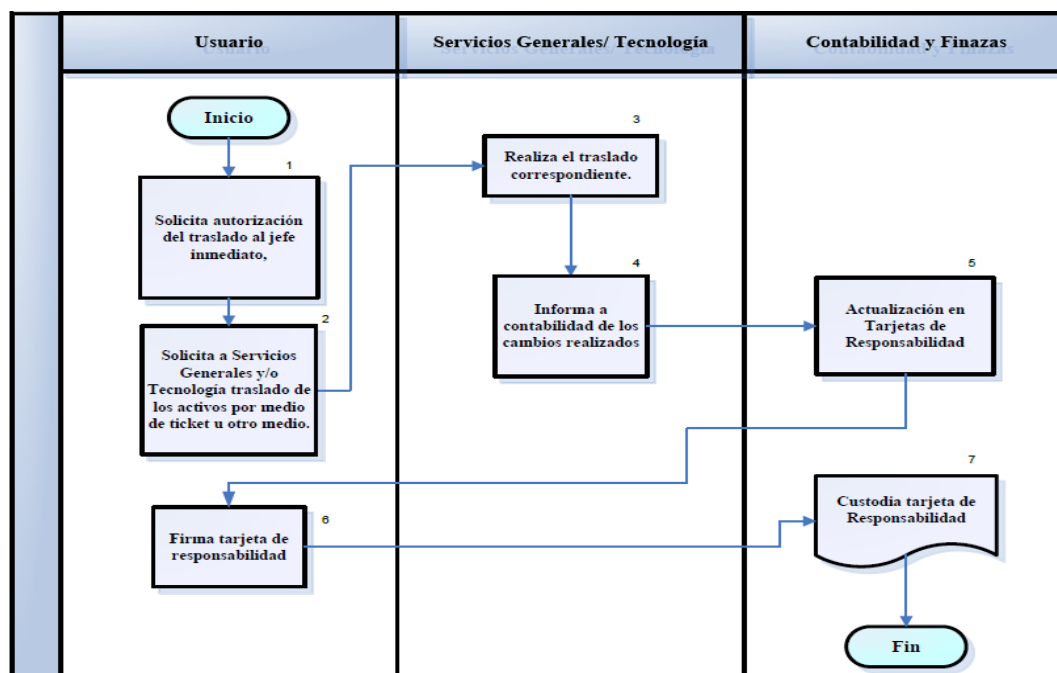 Usuario
Servicios Generales/ Tecnología
Contabilidad y Finazas
Inicio
1
Solicita autorización
del traslado al jefe
inmediato,
2
Solicita a Servicios
Generales y/o
Tecnología traslado de
los activos por medio
de ticket u otro medio.
3
Realiza el traslado
correspondiente.
4
Informa a
contabilidad de los
cambios realizados
5
Actualización en
Tarjetas de
Responsabilidad
6
Firma tarjeta de
responsabilidad
7
Custodia tarjeta de
Responsabilidad
Fin